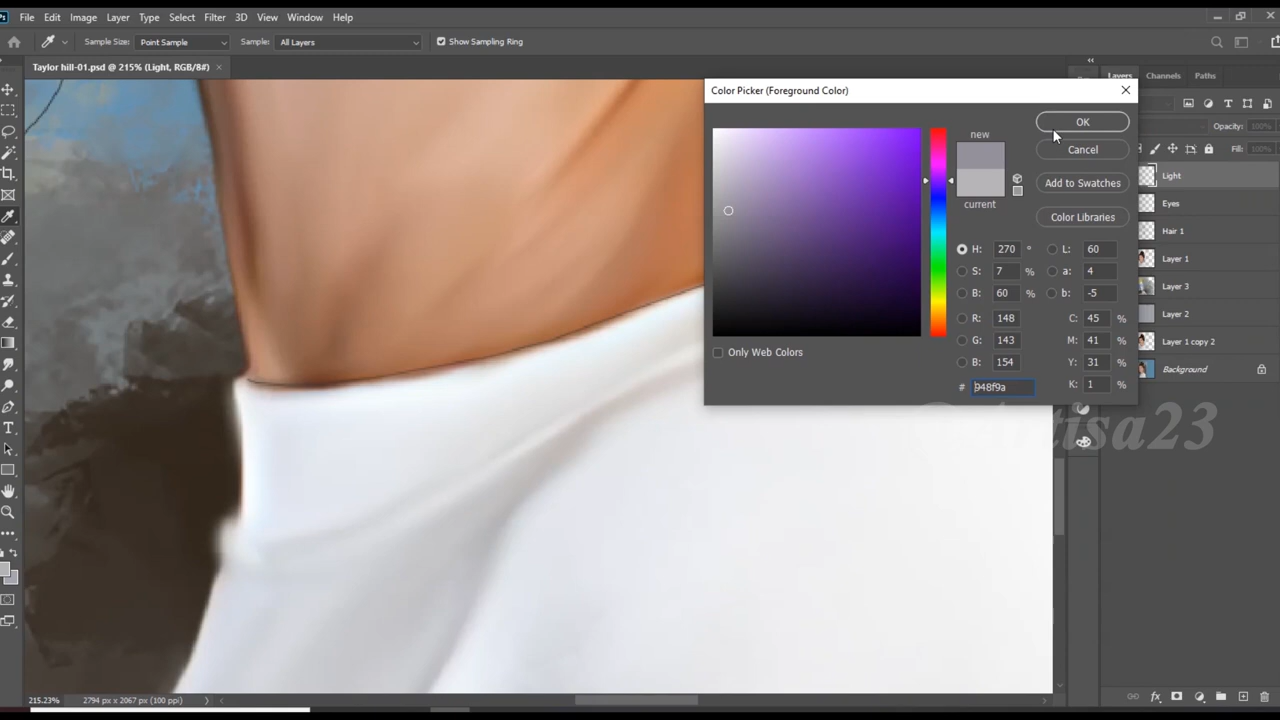 Ps File Edit Image Layer Type Select Filter 3D View Window Help
Sample Size: Point Sample Sample: All Layers Show Sampling Ring
Taylor hill-01.psd @ 215% (Light, RGB/8#) ×
Color Picker (Foreground Color)
new
current
OK
Cancel
Add to Swatches
Color Libraries
H: 270 ° L: 60
S: 7 % a: 4
B: 60 % b: -5
R: 148 C: 45 %
G: 143 M: 41 %
B: 154 Y: 31 %
# 948f9a K: 1 %
Only Web Colors
Layers Channels Paths
Opacity: 100%
Fill: 100%
Light
Eyes
Hair 1
Layer 1
Layer 3
Layer 2
Layer 1 copy 2
Background
215.23% 2794 px x 2067 px (100 ppi)